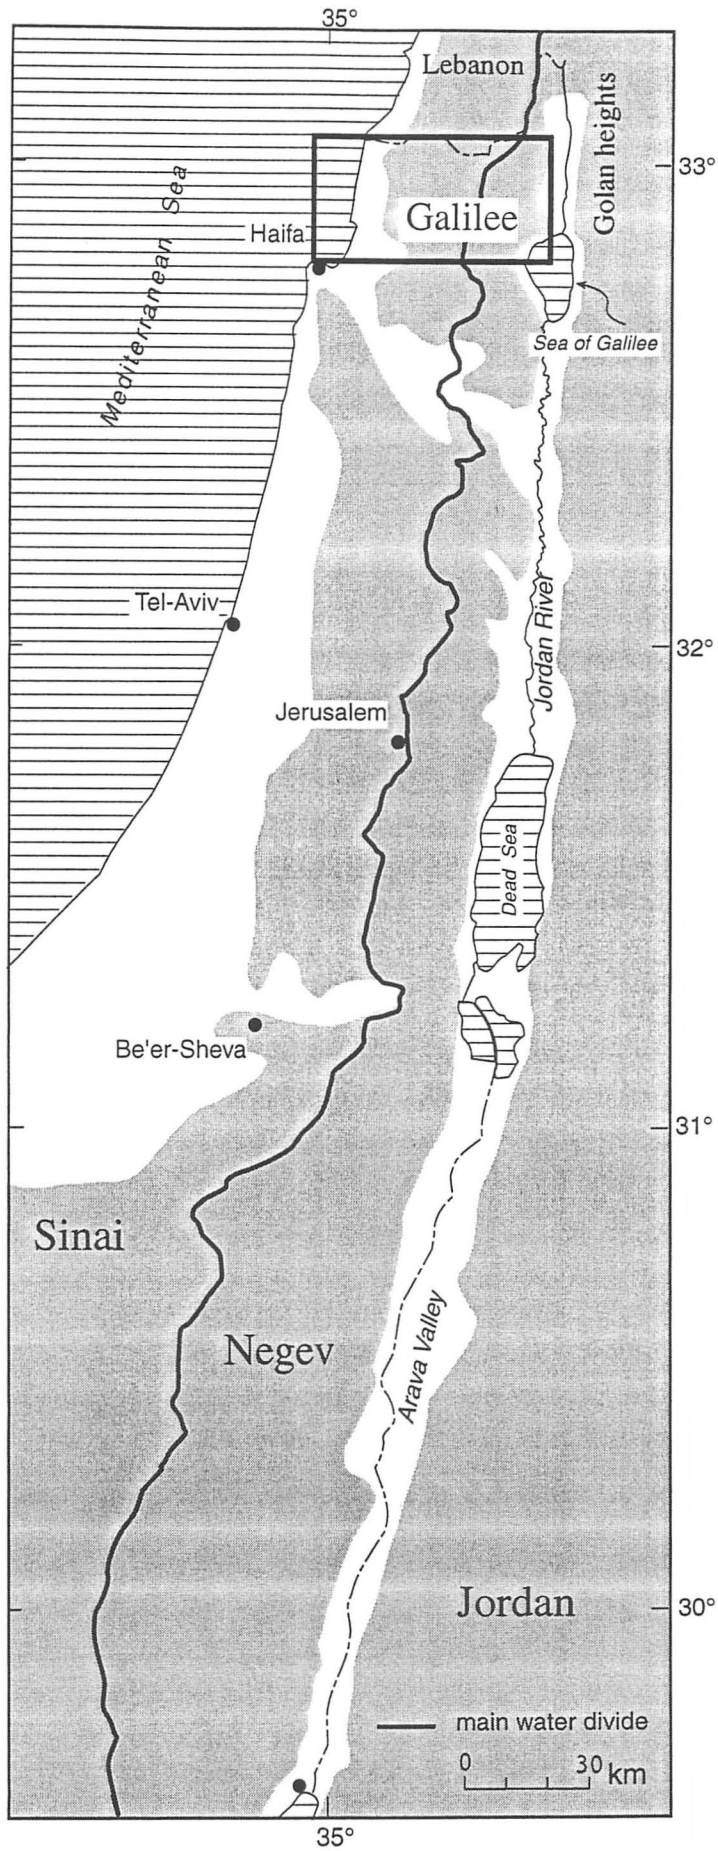 35°
Lebanon
Golan heights
33°
Mediterranean Sea
Galilee
Haifa
Sea of Galilee
Tel-Aviv
Jordan River
32°
Jerusalem
Dead Sea
Be'er-Sheva
31°
Sinai
Arava Valley
Negev
Jordan
30°
main water divide
0 30 km
35°